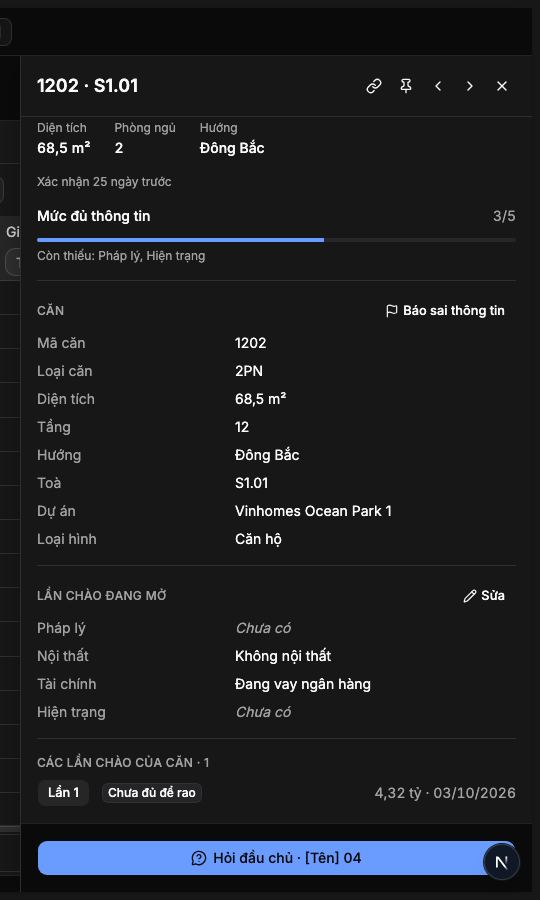 1202 · S1.01
Diện tích Phòng ngủ Hướng
68,5 m² 2 Đông Bắc
Xác nhận 25 ngày trước
Mức đủ thông tin 3/5
Còn thiếu: Pháp lý, Hiện trạng
Gi
CĂN Báo sai thông tin
Mã căn 1202
Loại căn 2PN
Diện tích 68,5 m²
Tầng 12
Hướng Đông Bắc
Toà S1.01
Dự án Vinhomes Ocean Park 1
Loại hình Căn hộ
LẦN CHÀO ĐANG MỞ Sửa
Pháp lý Chưa có
Nội thất Không nội thất
Tài chính Đang vay ngân hàng
Hiện trạng Chưa có
CÁC LẦN CHÀO CỦA CĂN · 1
Lần 1 Chưa đủ để rao 4,32 tỷ · 03/10/2026
Hỏi đầu chủ · [Tên] 04
N